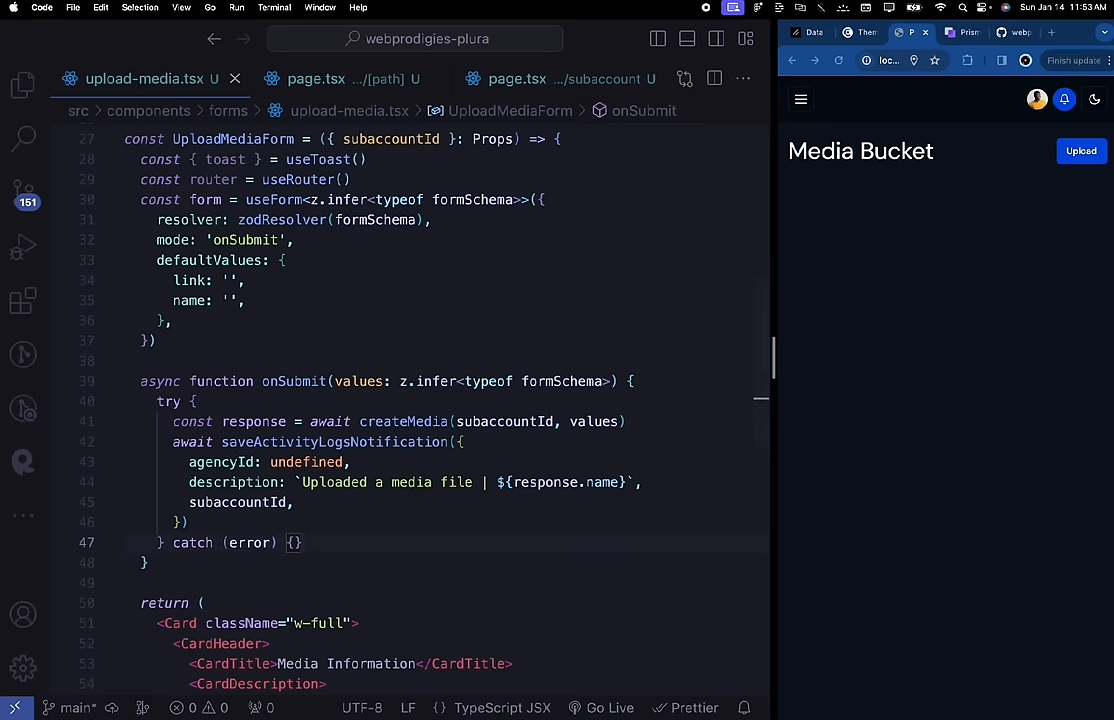 Code File Edit Selection View Go Run Terminal Window Help Sun Jan 14 11:53 AM
webprodigies-plura
upload-media.tsx U page.tsx .../[path] U page.tsx .../subaccount U
src > components > forms > upload-media.tsx > UploadMediaForm > onSubmit
27 const UploadMediaForm = ({ subaccountId }: Props) => {
28 const { toast } = useToast()
29 const router = useRouter()
30 const form = useForm<z.infer<typeof formSchema>>({
31 resolver: zodResolver(formSchema),
32 mode: 'onSubmit',
33 defaultValues: {
34 link: '',
35 name: '',
36 },
37 })
38
39 async function onSubmit(values: z.infer<typeof formSchema>) {
40 try {
41 const response = await createMedia(subaccountId, values)
42 await saveActivityLogsNotification({
43 agencyId: undefined,
44 description: `Uploaded a media file | ${response.name}`,
45 subaccountId,
46 })
47 } catch (error) {}
48 }
49
50 return (
51 <Card className="w-full">
52 <CardHeader>
53 <CardTitle>Media Information</CardTitle>
54 <CardDescription>
151
main* 0 0 0 UTF-8 LF {} TypeScript JSX Go Live Prettier
Data Them P Prism webp
loc... Finish update
Media Bucket
Upload